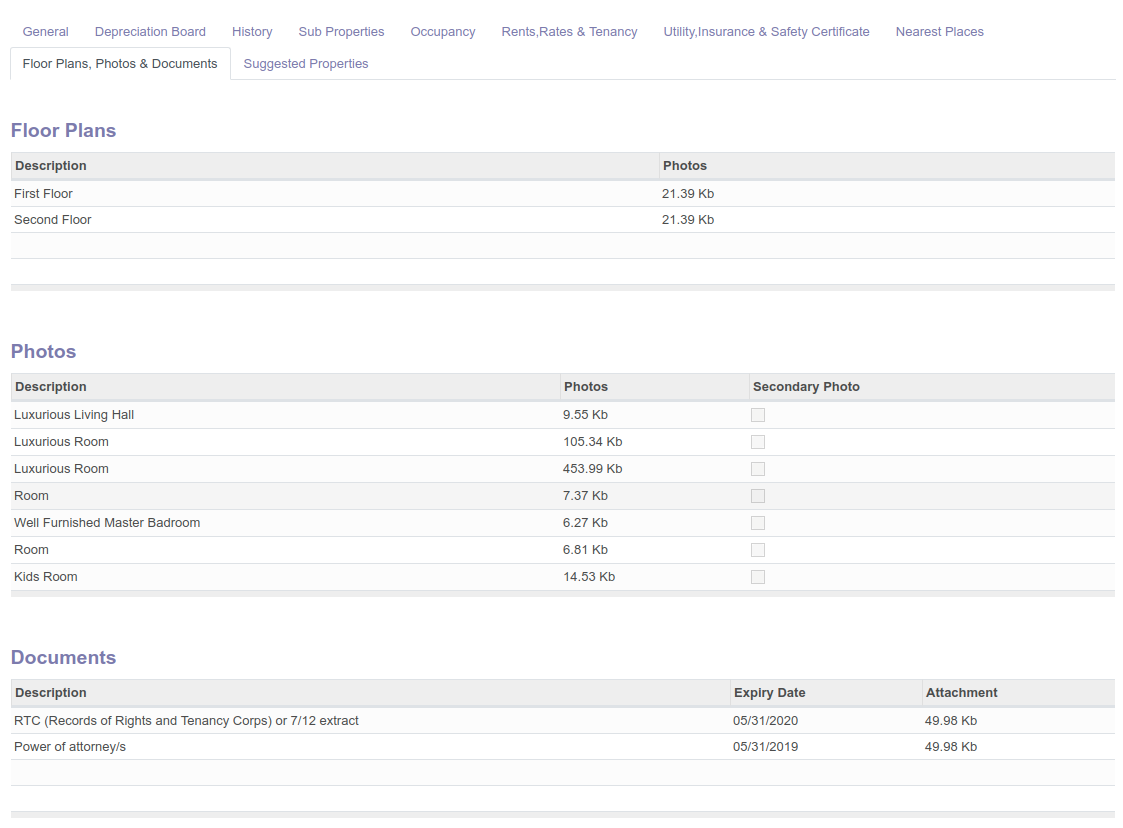 General Depreciation Board History Sub Properties Occupancy Rents,Rates & Tenancy Utility,Insurance & Safety Certificate Nearest Places
Floor Plans, Photos & Documents Suggested Properties
Floor Plans
Description Photos
First Floor 21.39 Kb
Second Floor 21.39 Kb
Photos
Description Photos Secondary Photo
Luxurious Living Hall 9.55 Kb
Luxurious Room 105.34 Kb
Luxurious Room 453.99 Kb
Room 7.37 Kb
Well Furnished Master Badroom 6.27 Kb
Room 6.81 Kb
Kids Room 14.53 Kb
Documents
Description Expiry Date Attachment
RTC (Records of Rights and Tenancy Corps) or 7/12 extract 05/31/2020 49.98 Kb
Power of attorney/s 05/31/2019 49.98 Kb